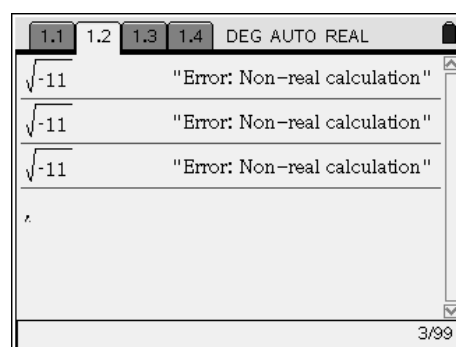 1.1 1.2 1.3 1.4 DEG AUTO REAL
√-11 "Error: Non-real calculation"
√-11 "Error: Non-real calculation"
√-11 "Error: Non-real calculation"
3/99